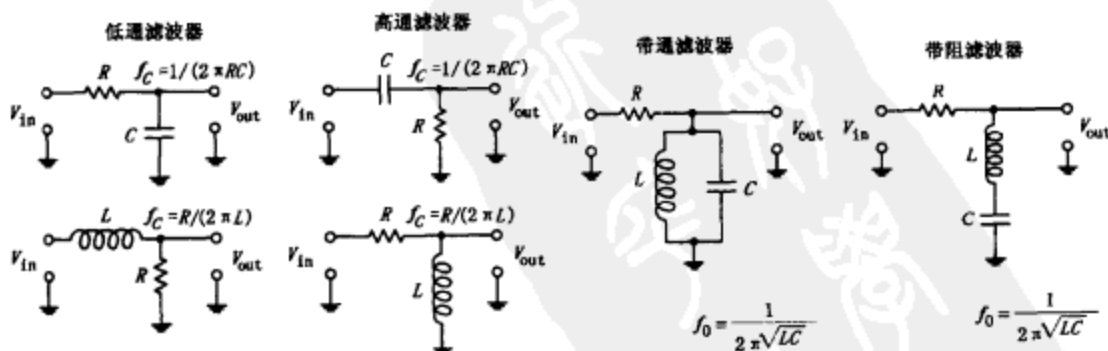 低通滤波器
R
f_C=1/(2πRC)
V_in
C
V_out
L
f_C=R/(2πL)
V_in
R
V_out
高通滤波器
C
f_C=1/(2πRC)
V_in
R
V_out
R
f_C=R/(2πL)
V_in
L
V_out
带通滤波器
R
V_in
V_out
L
C
f_0=1/(2π√LC)
带阻滤波器
R
V_in
V_out
L
C
f_0=1/(2π√LC)